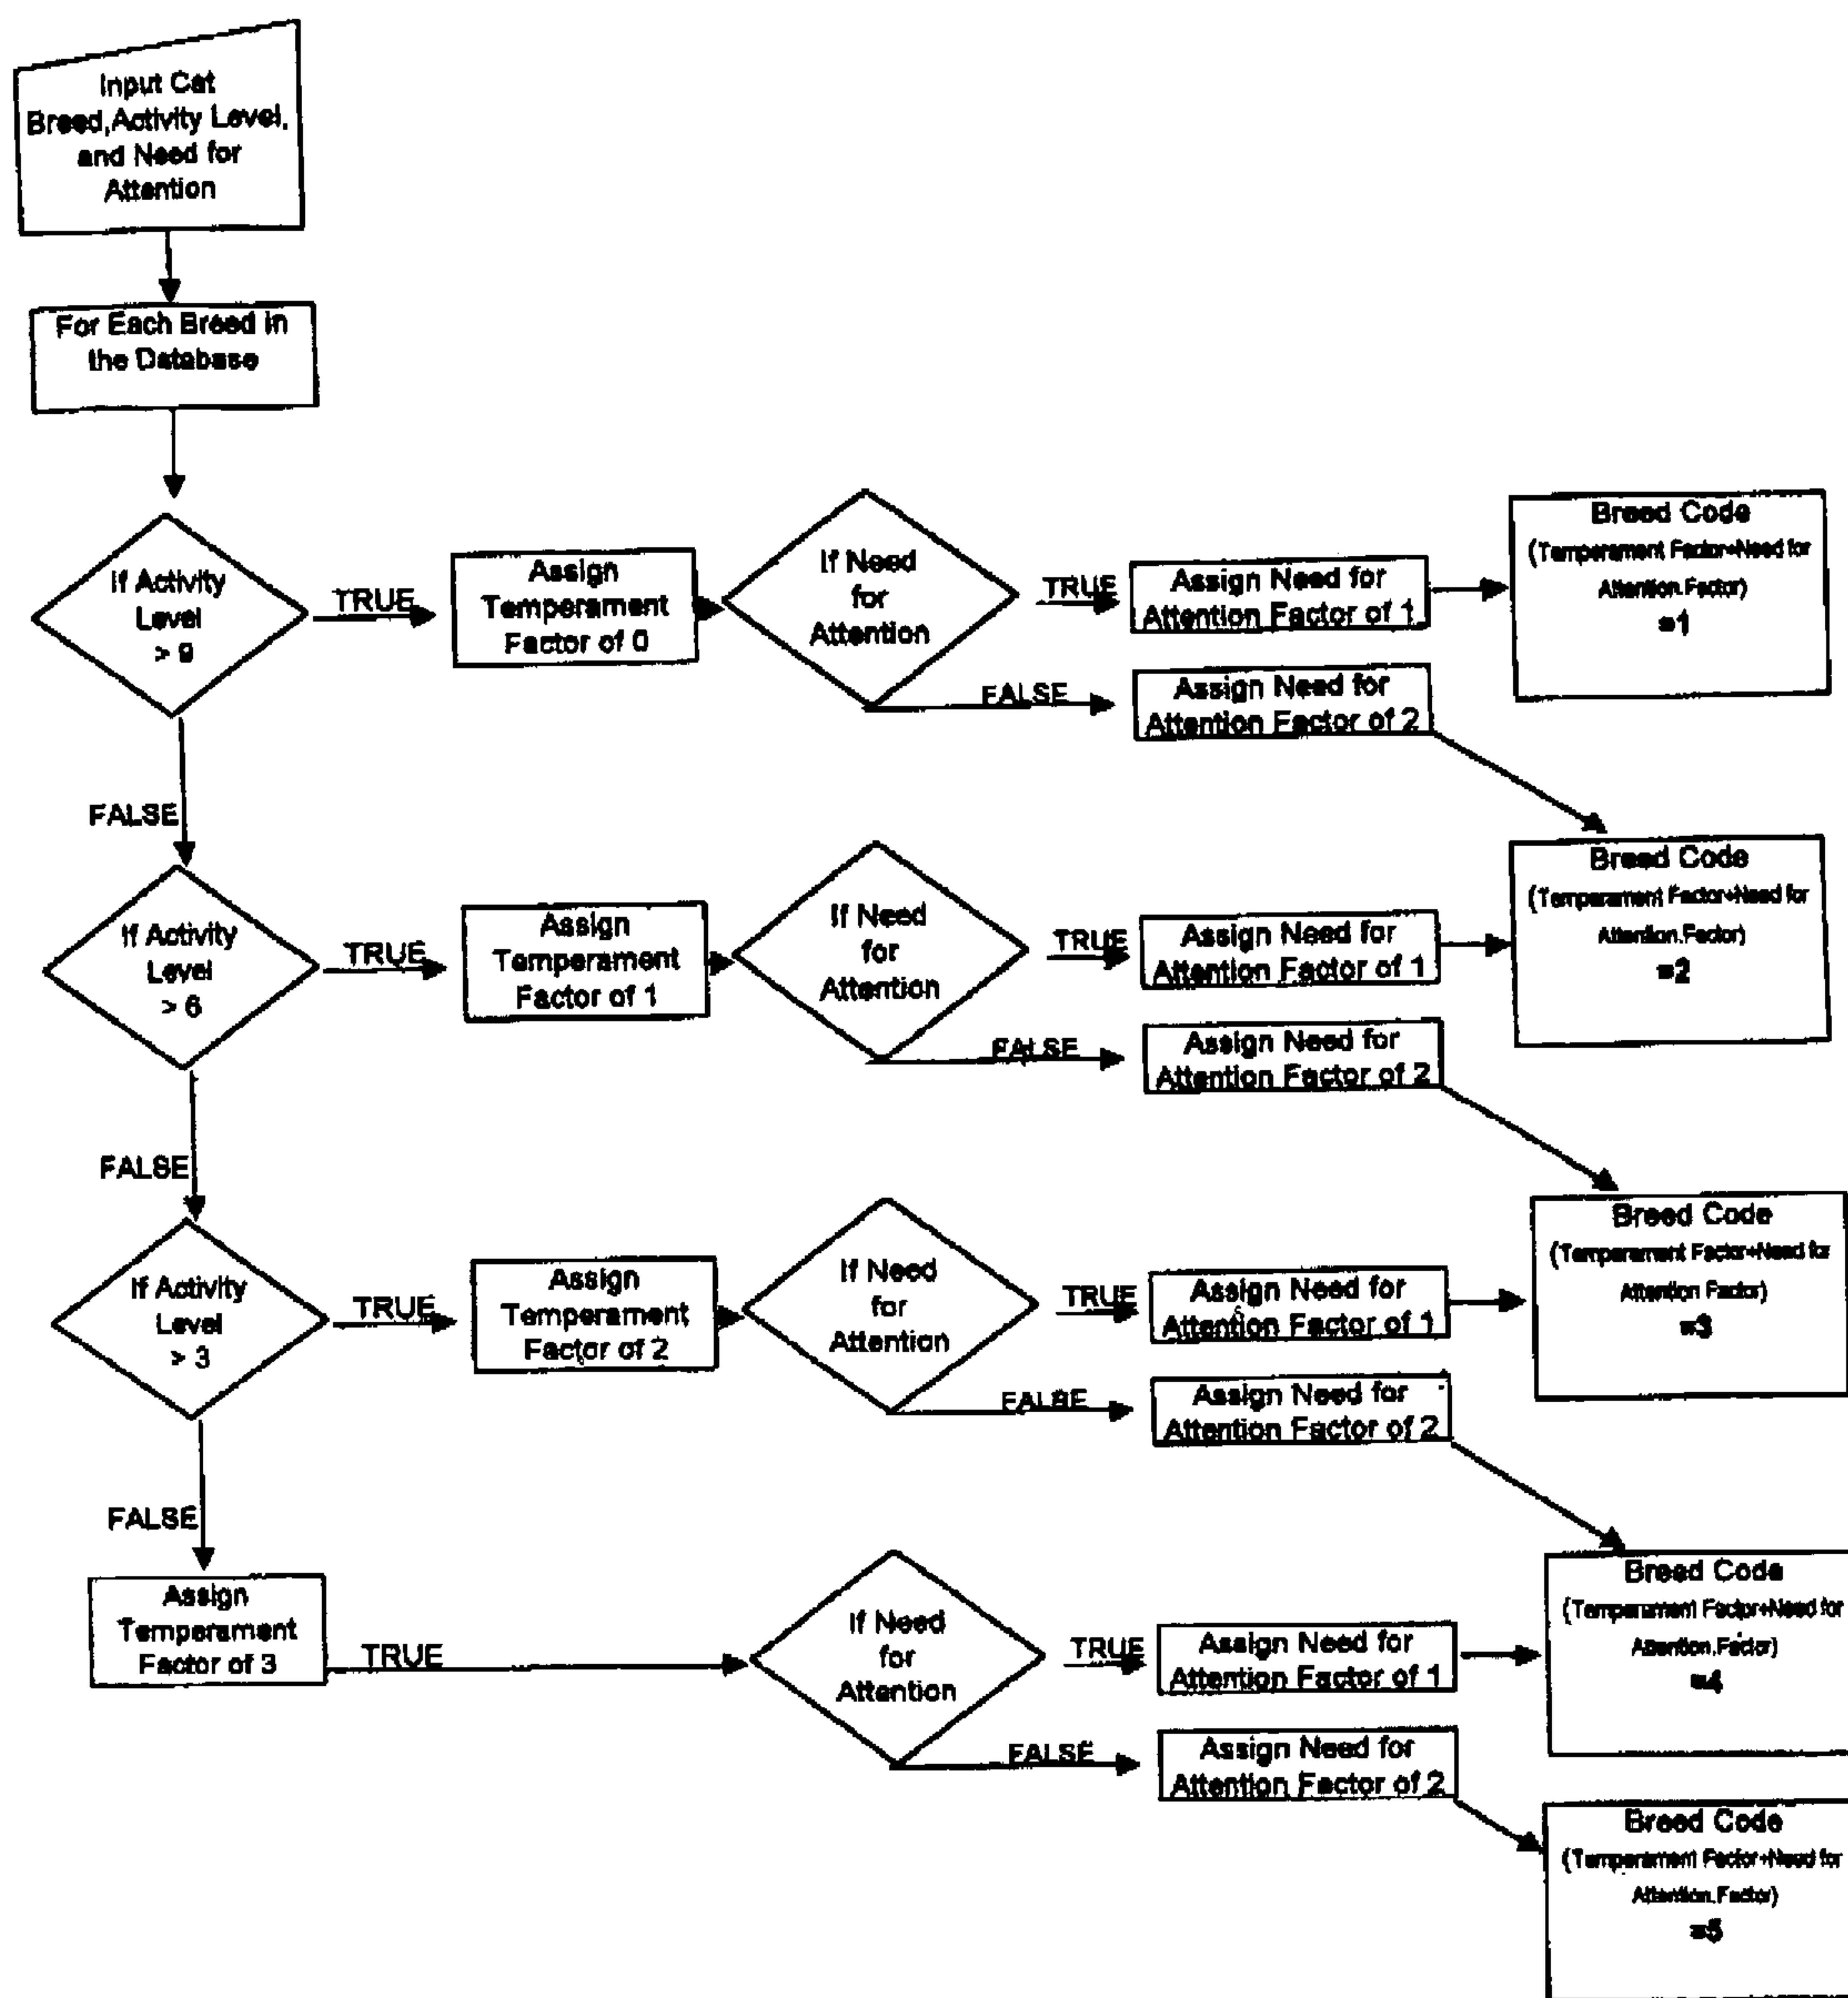 Input Cat
Breed,Activity Level,
and Need for
Attention
For Each Breed in
the Database
If Activity
Level
> 9
TRUE
Assign
Temperament
Factor of 0
If Need
for
Attention
TRUE
Assign Need for
Attention Factor of 1
Breed Code
(Temperament Factor+Need for
Attention.Factor)
=1
FALSE
Assign Need for
Attention Factor of 2
FALSE
If Activity
Level
> 6
TRUE
Assign
Temperament
Factor of 1
If Need
for
Attention
TRUE
Assign Need for
Attention Factor of 1
Breed Code
(Temperament Factor+Need for
Attention.Factor)
=2
FALSE
Assign Need for
Attention Factor of 2
FALSE
If Activity
Level
> 3
TRUE
Assign
Temperament
Factor of 2
If Need
for
Attention
TRUE
Assign Need for
Attention Factor of 1
Breed Code
(Temperament Factor+Need for
Attention Factor)
=3
FALSE
Assign Need for
Attention Factor of 2
FALSE
Assign
Temperament
Factor of 3
TRUE
If Need
for
Attention
TRUE
Assign Need for
Attention Factor of 1
Breed Code
(Temperament Factor+Need for
Attention.Factor)
=4
FALSE
Assign Need for
Attention Factor of 2
Breed Code
(Temperament Factor+Need for
Attention.Factor)
=5